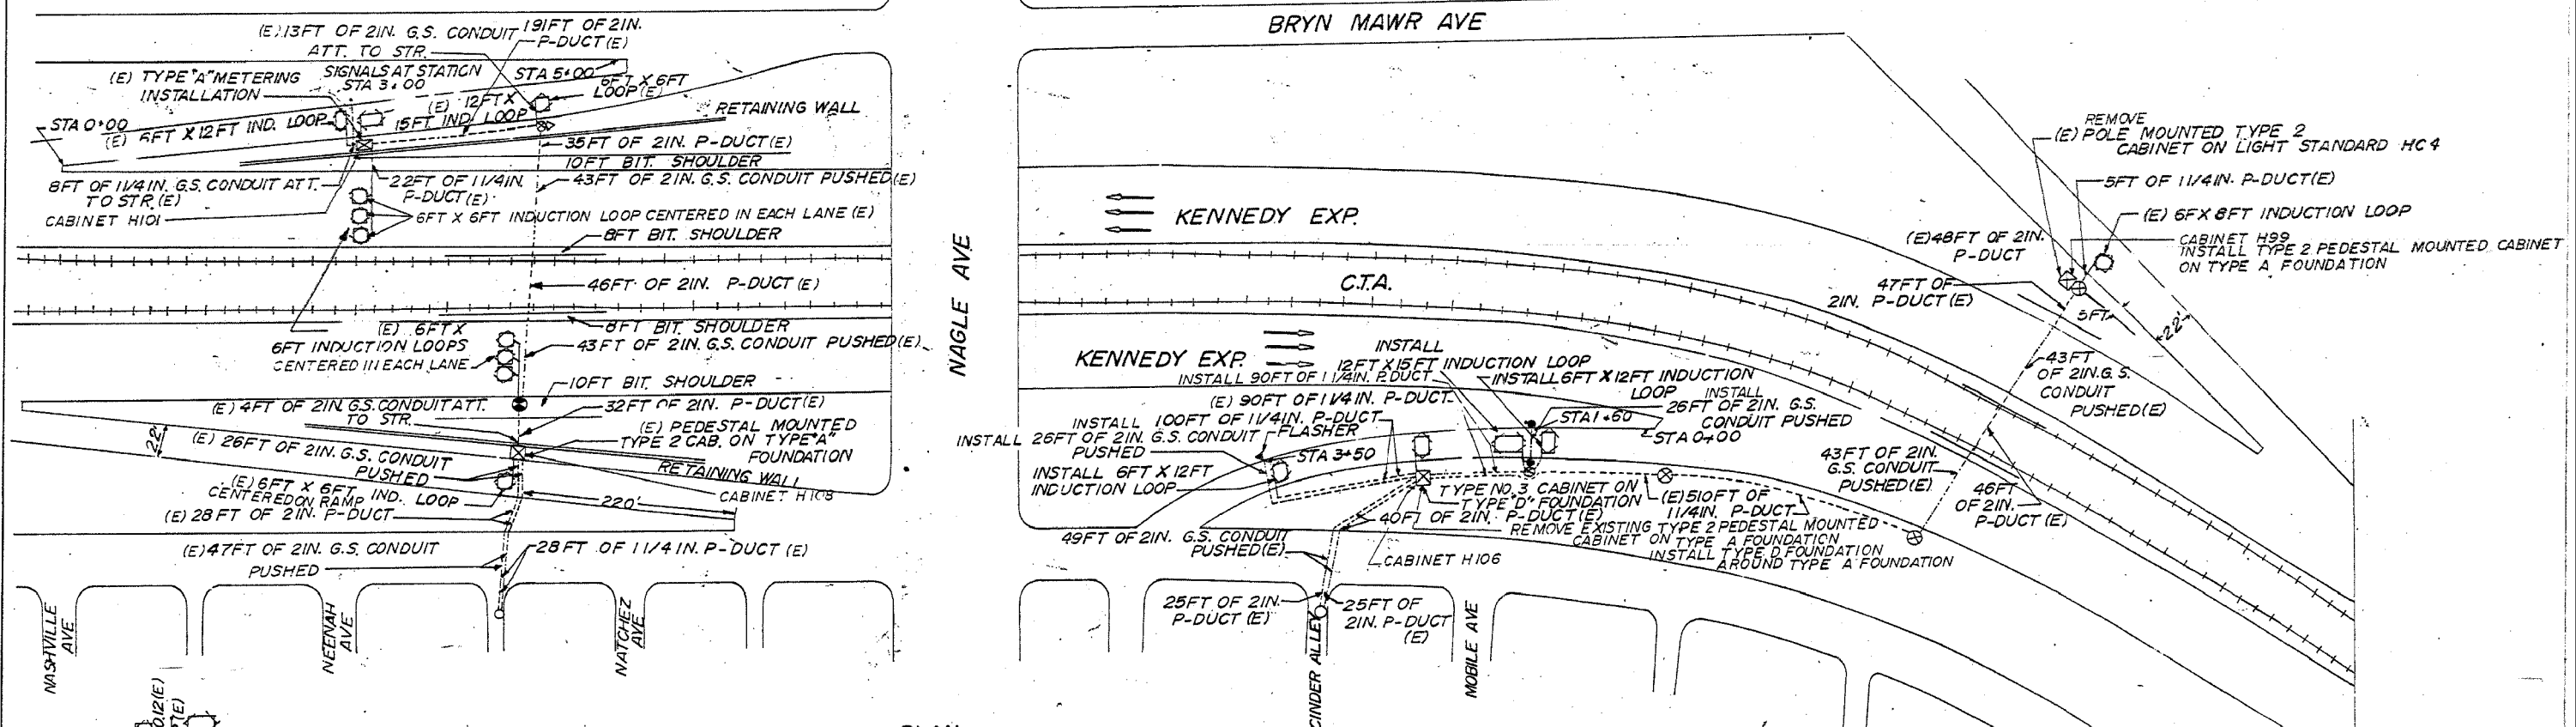 BRYN MAWR AVE
(E) 13FT OF 2IN. G.S. CONDUIT
ATT. TO STR.
191FT OF 2IN.
P-DUCT (E)
(E) TYPE "A" METERING
INSTALLATION
SIGNALS AT STATION
STA 3+00
STA 5+00
6FT X 6FT
LOOP (E)
STA 0+00
(E) 6FT X 12FT IND. LOOP
(E) 12FT X
15FT IND. LOOP
RETAINING WALL
35FT OF 2IN. P-DUCT (E)
10FT BIT. SHOULDER
8FT OF 1 1/4 IN. G.S. CONDUIT ATT.
TO STR. (E)
22FT OF 1 1/4 IN.
P-DUCT (E)
43FT OF 2IN. G.S. CONDUIT PUSHED (E)
CABINET H101
6FT X 6FT INDUCTION LOOP CENTERED IN EACH LANE (E)
8FT BIT. SHOULDER
46FT OF 2IN. P-DUCT (E)
8FT BIT. SHOULDER
(E) 6FT X
6FT INDUCTION LOOPS
CENTERED IN EACH LANE
43FT OF 2IN. G.S. CONDUIT PUSHED (E)
10FT BIT. SHOULDER
(E) 4FT OF 2IN. G.S. CONDUIT ATT.
TO STR.
32FT OF 2IN. P-DUCT (E)
(E) PEDESTAL MOUNTED
TYPE 2 CAB. ON TYPE "A"
FOUNDATION
22'
(E) 26FT OF 2IN. G.S. CONDUIT
PUSHED
RETAINING WALL
(E) 6FT X 6FT IND. LOOP
CENTERED ON RAMP
220'
CABINET H103
(E) 28 FT OF 2IN. P-DUCT
(E) 47FT OF 2IN. G.S. CONDUIT
PUSHED
28FT OF 1 1/4 IN. P-DUCT (E)
NASHVILLE
AVE
NEENAH
AVE
NATCHEZ
AVE
NAGLE AVE
KENNEDY EXP.
C.T.A.
KENNEDY EXP.
INSTALL
12FT X 15FT INDUCTION LOOP
INSTALL 90FT OF 1 1/4 IN. P.DUCT
INSTALL 6FT X 12FT INDUCTION
LOOP
(E) 90FT OF 1 1/4 IN. P-DUCT
INSTALL
26FT OF 2IN. G.S.
CONDUIT PUSHED
INSTALL 100FT OF 1 1/4 IN. P-DUCT
STA 1+60
INSTALL 26FT OF 2IN. G.S. CONDUIT
PUSHED
FLASHER
STA 0+00
STA 3+50
INSTALL 6FT X 12FT
INDUCTION LOOP
TYPE NO. 3 CABINET ON
TYPE "D" FOUNDATION
(E) 510FT OF
1 1/4 IN. P-DUCT
40FT OF 2IN. P-DUCT (E)
REMOVE EXISTING TYPE 2 PEDESTAL MOUNTED
CABINET ON TYPE A FOUNDATION
INSTALL TYPE D FOUNDATION
AROUND TYPE A FOUNDATION
49FT OF 2IN. G.S. CONDUIT
PUSHED (E)
CABINET H106
25FT OF 2IN.
P-DUCT (E)
25FT OF
2IN. P-DUCT
(E)
CINDER ALLEY
MOBILE AVE
REMOVE
(E) POLE MOUNTED TYPE 2
CABINET ON LIGHT STANDARD HC 4
5FT OF 1 1/4 IN. P-DUCT (E)
(E) 6FX 8FT INDUCTION LOOP
(E) 48FT OF 2IN.
P-DUCT
CABINET H99
INSTALL TYPE 2 PEDESTAL MOUNTED CABINET
ON TYPE A FOUNDATION
47FT OF
2IN. P-DUCT (E)
5FT
22'
43FT
OF 2IN. G.S.
CONDUIT
PUSHED (E)
43FT OF 2IN.
G.S. CONDUIT
PUSHED (E)
46FT
OF 2IN.
P-DUCT (E)